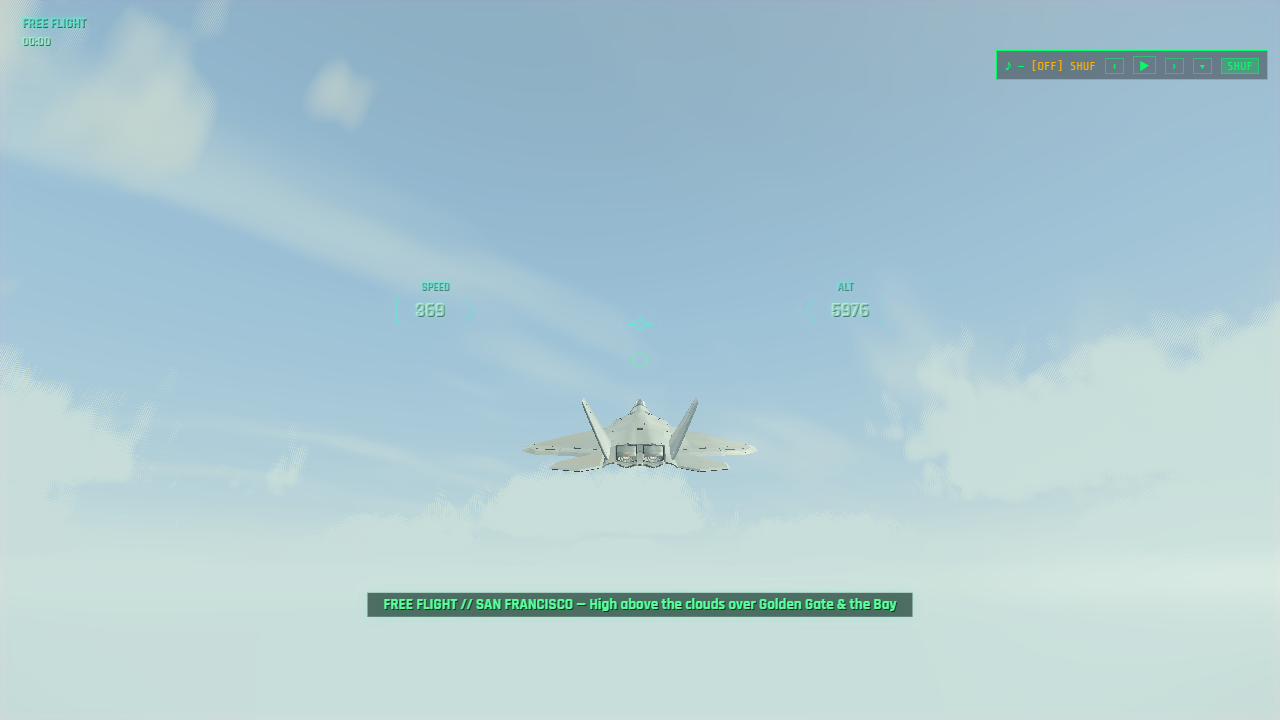 FREE FLIGHT
00:00
♪ — [OFF] SHUF
SHUF
SPEED
369
ALT
5976
FREE FLIGHT // SAN FRANCISCO — High above the clouds over Golden Gate & the Bay